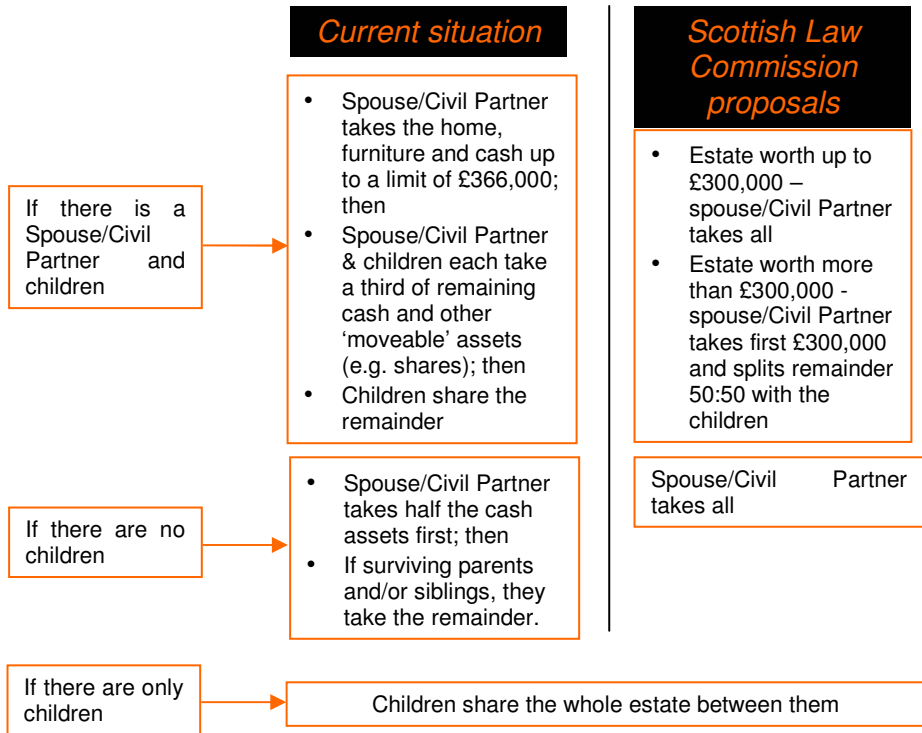 Current situation
Scottish Law
Commission
proposals
If there is a
Spouse/Civil
Partner and
children
• Spouse/Civil Partner
takes the home,
furniture and cash up
to a limit of £366,000;
then
• Spouse/Civil Partner
& children each take
a third of remaining
cash and other
‘moveable’ assets
(e.g. shares); then
• Children share the
remainder
• Estate worth up to
£300,000 –
spouse/Civil Partner
takes all
• Estate worth more
than £300,000 -
spouse/Civil Partner
takes first £300,000
and splits remainder
50:50 with the
children
If there are no
children
• Spouse/Civil Partner
takes half the cash
assets first; then
• If surviving parents
and/or siblings, they
take the remainder.
Spouse/Civil Partner
takes all
If there are only
children
Children share the whole estate between them